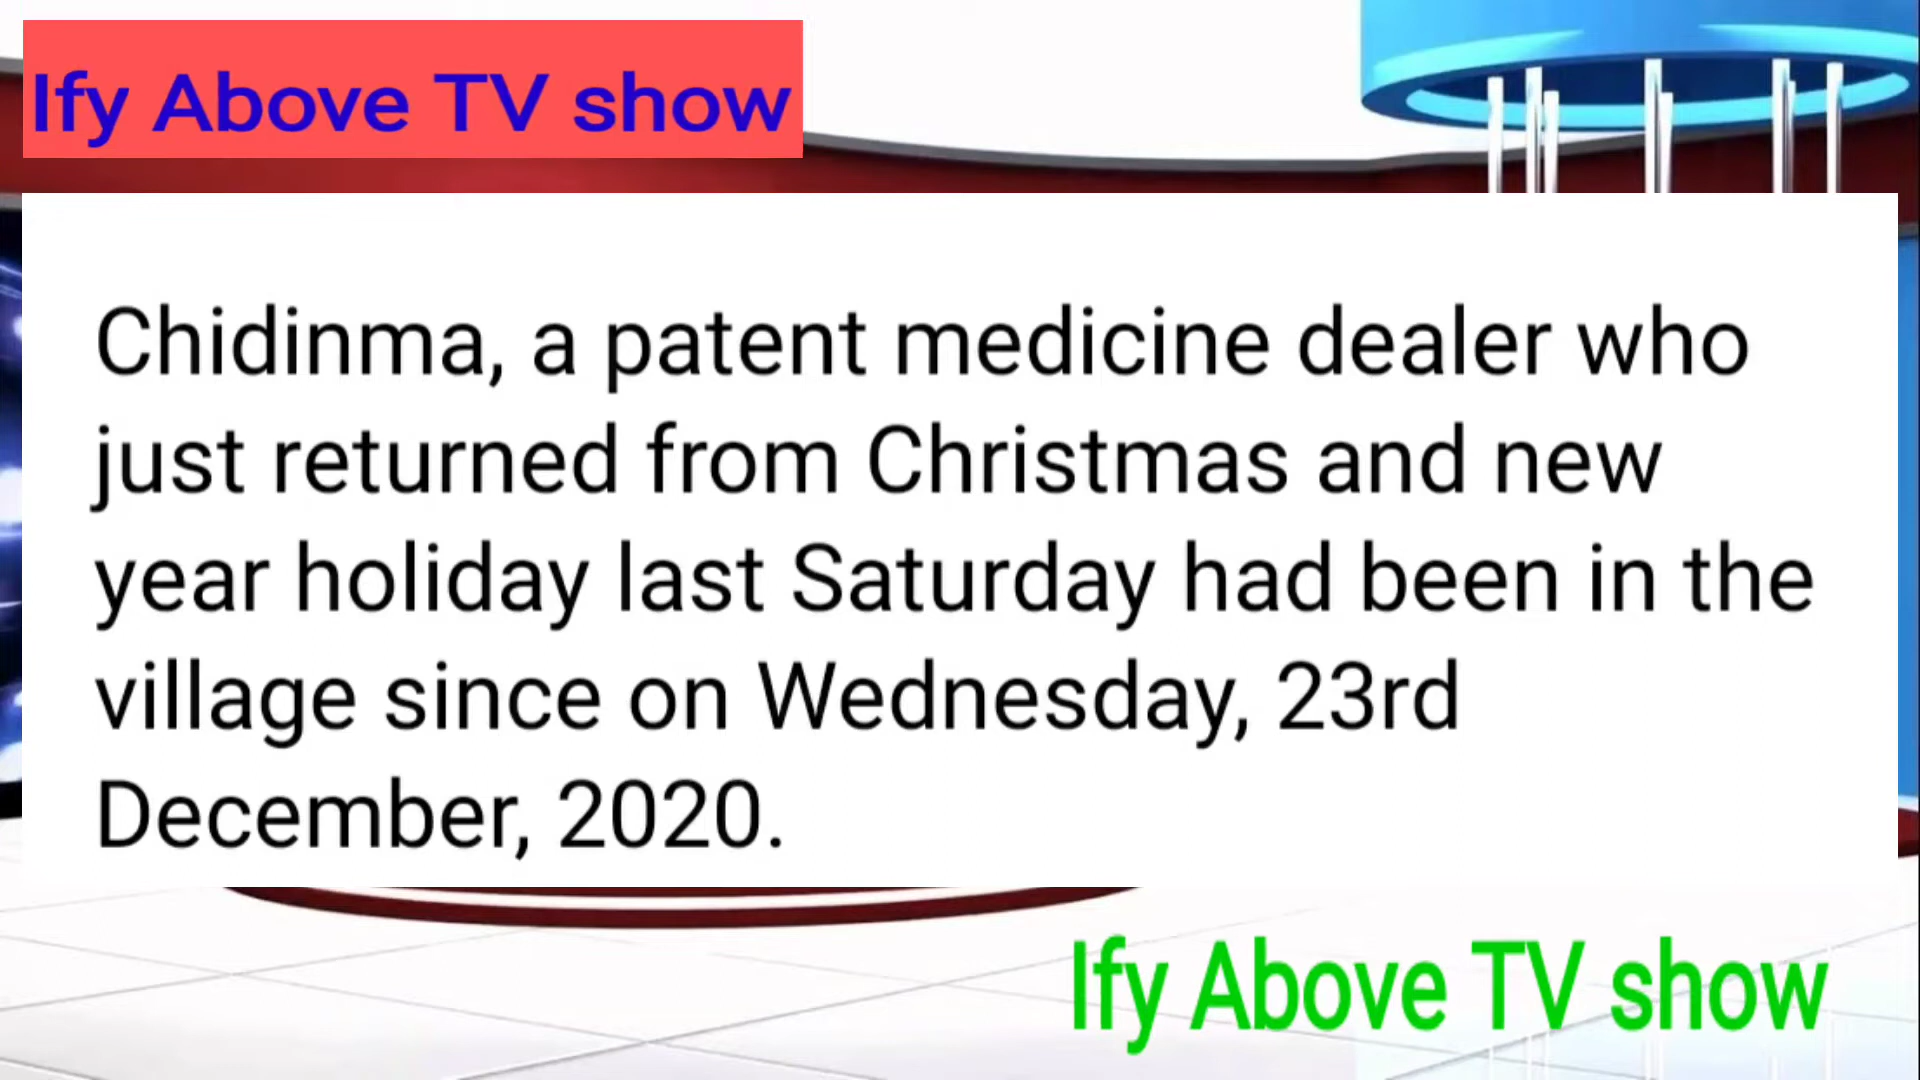 Ify Above TV show
Chidinma, a patent medicine dealer who
just returned from Christmas and new
year holiday last Saturday had been in the
village since on Wednesday, 23rd
December, 2020.
Ify Above TV show